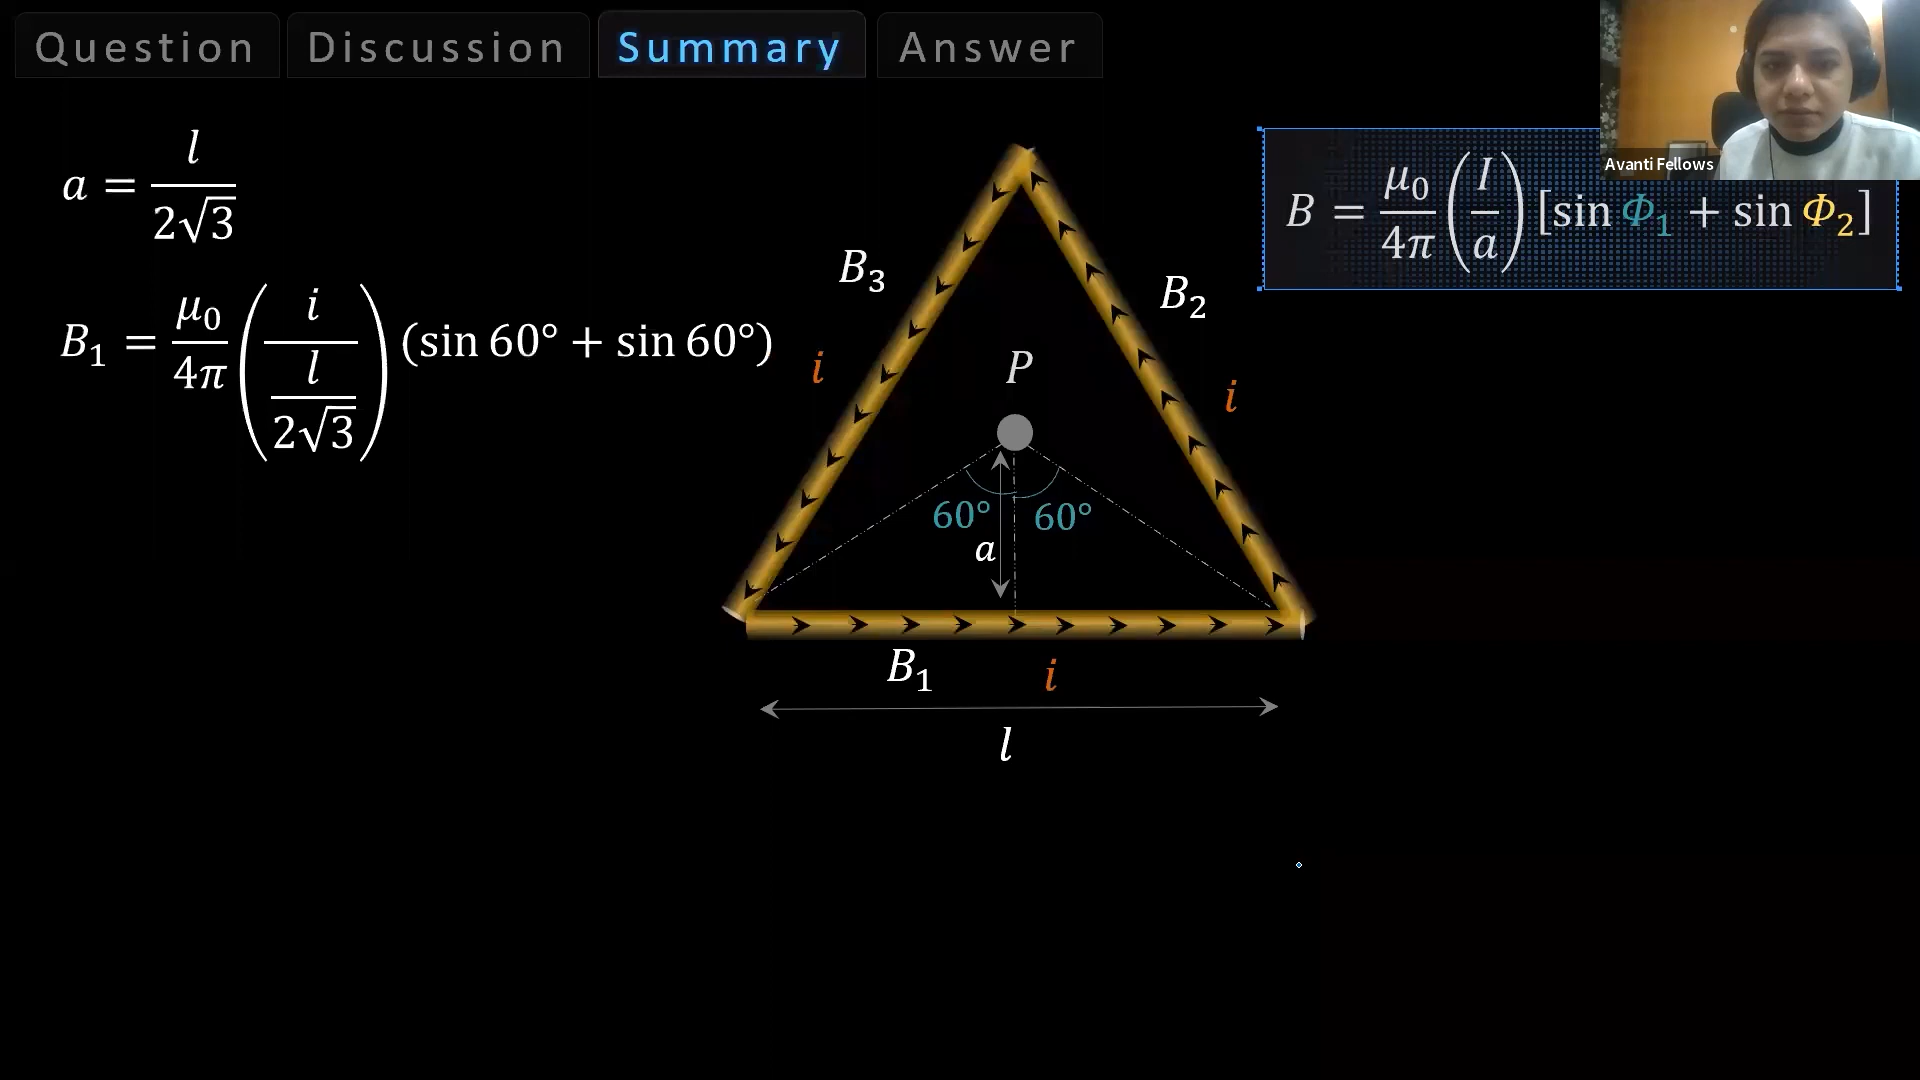 Question Discussion Summary Answer
a = l / 2√3
B₁ = μ₀/4π (i / (l / 2√3)) (sin 60° + sin 60°)
B = μ₀/4π (I/a) [sin Φ₁ + sin Φ₂]
Avanti Fellows
B₃
B₂
i
P
i
60° 60°
a
B₁ i
l